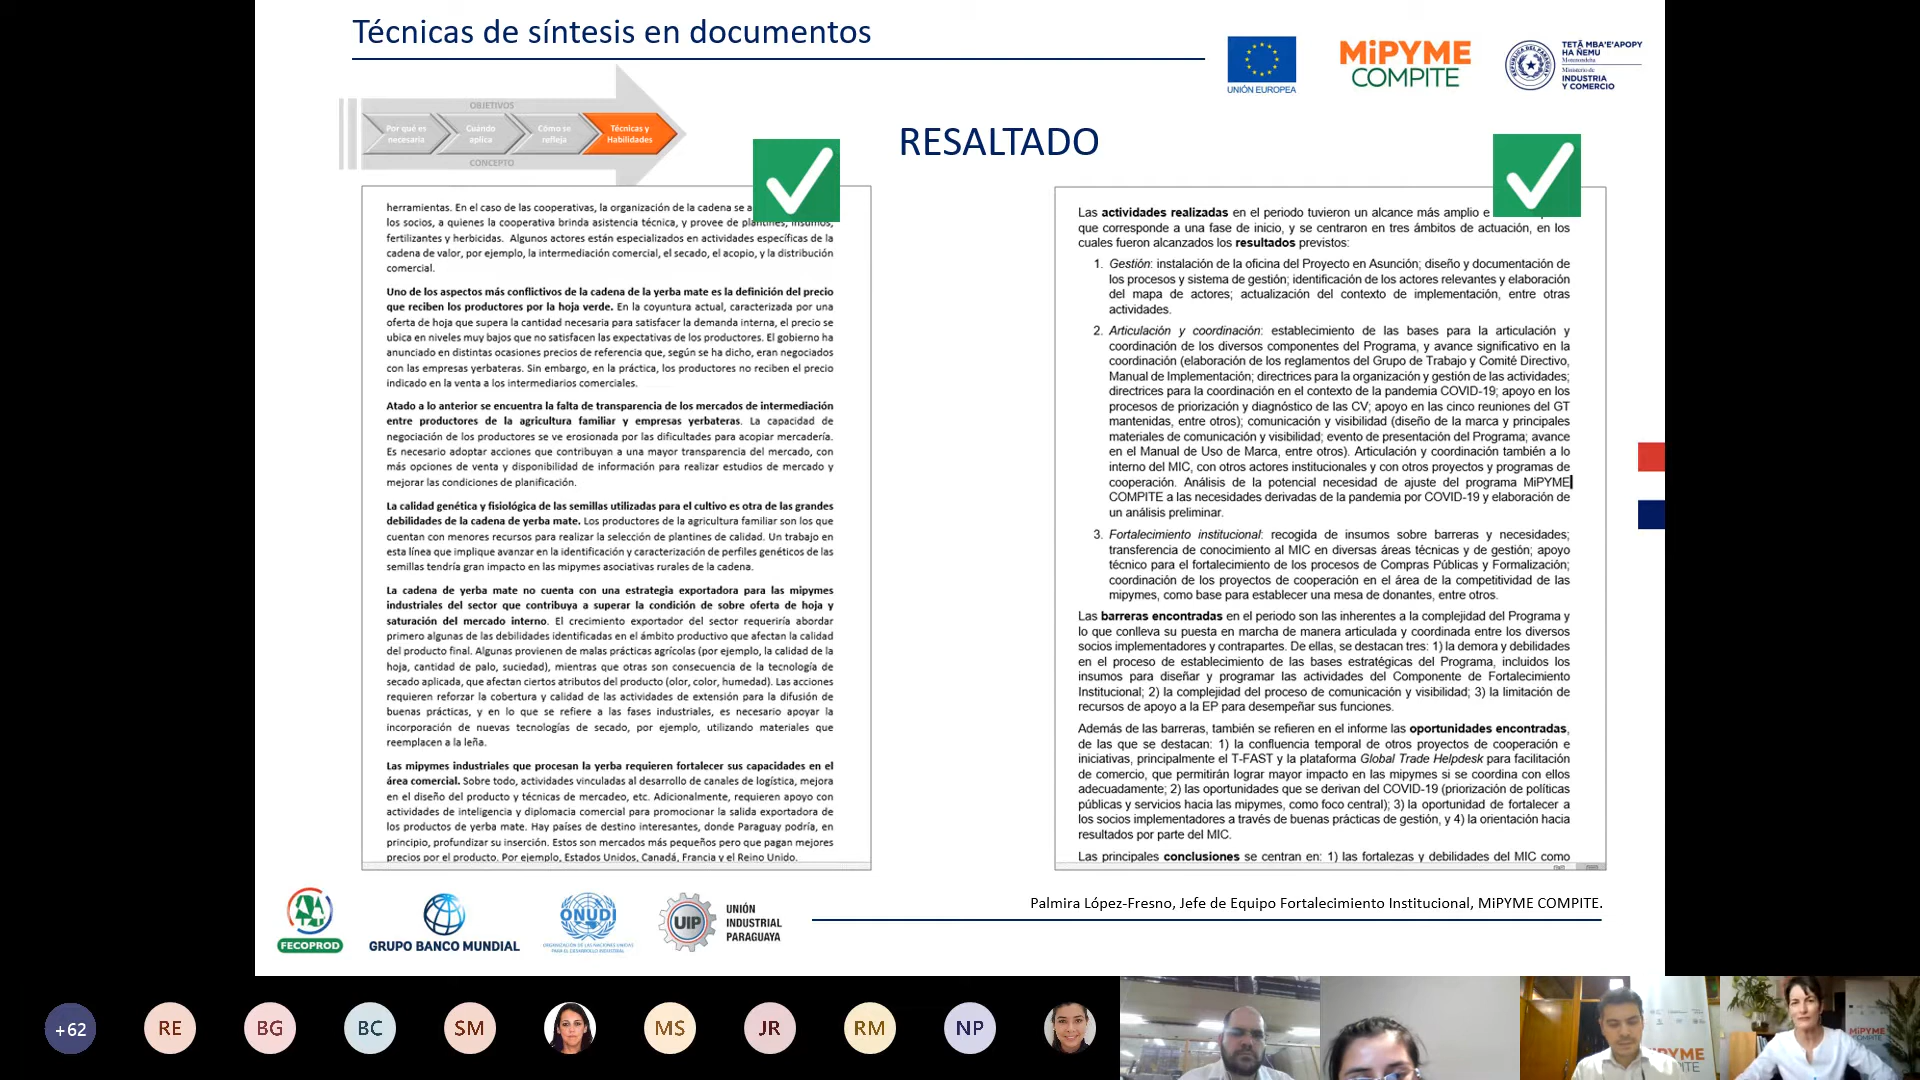 Técnicas de síntesis en documentos
UNIÓN EUROPEA
MiPYME
COMPITE
TETÃ MBA'E'APOPY
HA ÑEMU
Motenondeha
Ministerio de
INDUSTRIA
Y COMERCIO
OBJETIVOS
Por qué es
necesaria
Cuándo
aplica
Cómo se
refleja
Técnicas y
Habilidades
CONCEPTO
RESALTADO
herramientas. En el caso de las cooperativas, la organización de la cadena se a
los socios, a quienes la cooperativa brinda asistencia técnica, y provee de plantines, insumos,
fertilizantes y herbicidas. Algunos actores están especializados en actividades específicas de la
cadena de valor, por ejemplo, la intermediación comercial, el secado, el acopio, y la distribución
comercial.
Uno de los aspectos más conflictivos de la cadena de la yerba mate es la definición del precio
que reciben los productores por la hoja verde. En la coyuntura actual, caracterizada por una
oferta de hoja que supera la cantidad necesaria para satisfacer la demanda interna, el precio se
ubica en niveles muy bajos que no satisfacen las expectativas de los productores. El gobierno ha
anunciado en distintas ocasiones precios de referencia que, según se ha dicho, eran negociados
con las empresas yerbateras. Sin embargo, en la práctica, los productores no reciben el precio
indicado en la venta a los intermediarios comerciales.
Atado a lo anterior se encuentra la falta de transparencia de los mercados de intermediación
entre productores de la agricultura familiar y empresas yerbateras. La capacidad de
negociación de los productores se ve erosionada por las dificultades para acopiar mercadería.
Es necesario adoptar acciones que contribuyan a una mayor transparencia del mercado, con
más opciones de venta y disponibilidad de información para realizar estudios de mercado y
mejorar las condiciones de planificación.
La calidad genética y fisiológica de las semillas utilizadas para el cultivo es otra de las grandes
debilidades de la cadena de yerba mate. Los productores de la agricultura familiar son los que
cuentan con menores recursos para realizar la selección de plantines de calidad. Un trabajo en
esta línea que implique avanzar en la identificación y caracterización de perfiles genéticos de las
semillas tendría gran impacto en las mipymes asociativas rurales de la cadena.
La cadena de yerba mate no cuenta con una estrategia exportadora para las mipymes
industriales del sector que contribuya a superar la condición de sobre oferta de hoja y
saturación del mercado interno. El crecimiento exportador del sector requeriría abordar
primero algunas de las debilidades identificadas en el ámbito productivo que afectan la calidad
del producto final. Algunas provienen de malas prácticas agrícolas (por ejemplo, la calidad de la
hoja, cantidad de palo, suciedad), mientras que otras son consecuencia de la tecnología de
secado aplicada, que afectan ciertos atributos del producto (olor, color, humedad). Las acciones
requieren reforzar la cobertura y calidad de las actividades de extensión para la difusión de
buenas prácticas, y en lo que se refiere a las fases industriales, es necesario apoyar la
incorporación de nuevas tecnologías de secado, por ejemplo, utilizando materiales que
reemplacen a la leña.
Las mipymes industriales que procesan la yerba requieren fortalecer sus capacidades en el
área comercial. Sobre todo, actividades vinculadas al desarrollo de canales de logística, mejora
en el diseño del producto y técnicas de mercadeo, etc. Adicionalmente, requieren apoyo con
actividades de inteligencia y diplomacia comercial para promocionar la salida exportadora de
los productos de yerba mate. Hay países de destino interesantes, donde Paraguay podría, en
principio, profundizar su inserción. Estos son mercados más pequeños pero que pagan mejores
precios por el producto. Por ejemplo, Estados Unidos, Canadá, Francia y el Reino Unido.
Las actividades realizadas en el periodo tuvieron un alcance más amplio e
que corresponde a una fase de inicio, y se centraron en tres ámbitos de actuación, en los
cuales fueron alcanzados los resultados previstos:
1. Gestión: instalación de la oficina del Proyecto en Asunción; diseño y documentación de
los procesos y sistema de gestión; identificación de los actores relevantes y elaboración
del mapa de actores; actualización del contexto de implementación, entre otras
actividades.
2. Articulación y coordinación: establecimiento de las bases para la articulación y
coordinación de los diversos componentes del Programa, y avance significativo en la
coordinación (elaboración de los reglamentos del Grupo de Trabajo y Comité Directivo,
Manual de Implementación; directrices para la organización y gestión de las actividades;
directrices para la coordinación en el contexto de la pandemia COVID-19; apoyo en los
procesos de priorización y diagnóstico de las CV; apoyo en las cinco reuniones del GT
mantenidas, entre otros); comunicación y visibilidad (diseño de la marca y principales
materiales de comunicación y visibilidad; evento de presentación del Programa; avance
en el Manual de Uso de Marca, entre otros). Articulación y coordinación también a lo
interno del MIC, con otros actores institucionales y con otros proyectos y programas de
cooperación. Análisis de la potencial necesidad de ajuste del programa MiPYME
COMPITE a las necesidades derivadas de la pandemia por COVID-19 y elaboración de
un análisis preliminar.
3. Fortalecimiento institucional: recogida de insumos sobre barreras y necesidades;
transferencia de conocimiento al MIC en diversas áreas técnicas y de gestión; apoyo
técnico para el fortalecimiento de los procesos de Compras Públicas y Formalización;
coordinación de los proyectos de cooperación en el área de la competitividad de las
mipymes, como base para establecer una mesa de donantes, entre otros.
Las barreras encontradas en el periodo son las inherentes a la complejidad del Programa y
lo que conlleva su puesta en marcha de manera articulada y coordinada entre los diversos
socios implementadores y contrapartes. De ellas, se destacan tres: 1) la demora y debilidades
en el proceso de establecimiento de las bases estratégicas del Programa, incluidos los
insumos para diseñar y programar las actividades del Componente de Fortalecimiento
Institucional; 2) la complejidad del proceso de comunicación y visibilidad; 3) la limitación de
recursos de apoyo a la EP para desempeñar sus funciones.
Además de las barreras, también se refieren en el informe las oportunidades encontradas,
de las que se destacan: 1) la confluencia temporal de otros proyectos de cooperación e
iniciativas, principalmente el T-FAST y la plataforma Global Trade Helpdesk para facilitación
de comercio, que permitirán lograr mayor impacto en las mipymes si se coordina con ellos
adecuadamente; 2) las oportunidades que se derivan del COVID-19 (priorización de políticas
públicas y servicios hacia las mipymes, como foco central); 3) la oportunidad de fortalecer a
los socios implementadores a través de buenas prácticas de gestión, y 4) la orientación hacia
resultados por parte del MIC.
Las principales conclusiones se centran en: 1) las fortalezas y debilidades del MIC como
Palmira López-Fresno, Jefe de Equipo Fortalecimiento Institucional, MiPYME COMPITE.
FECOPROD
GRUPO BANCO MUNDIAL
ONUDI
ORGANIZACIÓN DE LAS NACIONES UNIDAS
PARA EL DESARROLLO INDUSTRIAL
UIP
UNIÓN
INDUSTRIAL
PARAGUAYA
+62
RE
BG
BC
SM
MS
JR
RM
NP